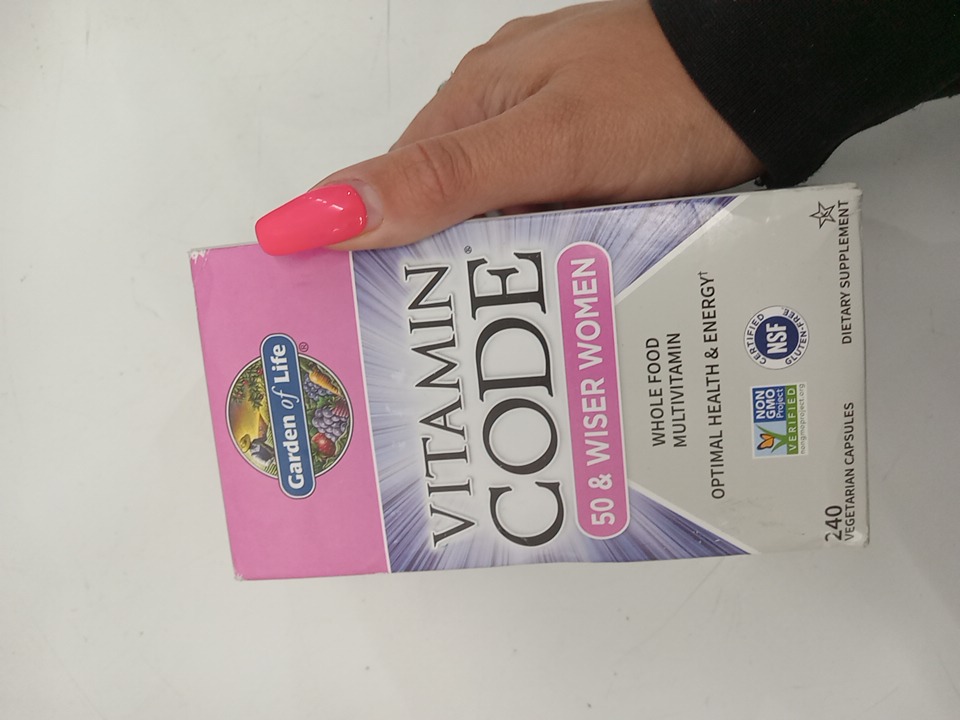 Garden of Life®
VITAMIN
CODE®
50 & WISER WOMEN
WHOLE FOOD
MULTIVITAMIN
OPTIMAL HEALTH & ENERGY†
NON
GMO
Project
VERIFIED
nongmoproject.org
CERTIFIED
NSF
GLUTEN-FREE™
240
VEGETARIAN CAPSULES
DIETARY SUPPLEMENT
K